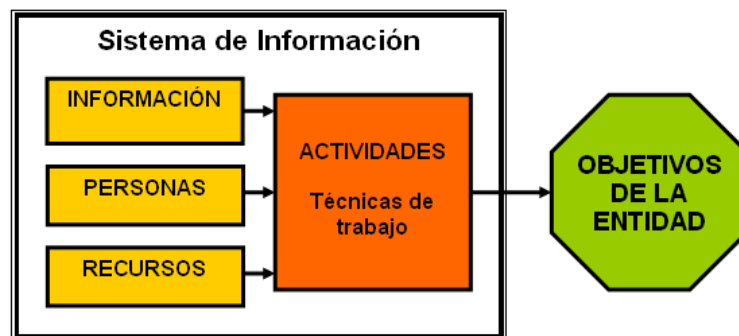 Sistema de Información
INFORMACIÓN
PERSONAS
RECURSOS
ACTIVIDADES
Técnicas de
trabajo
OBJETIVOS
DE LA
ENTIDAD